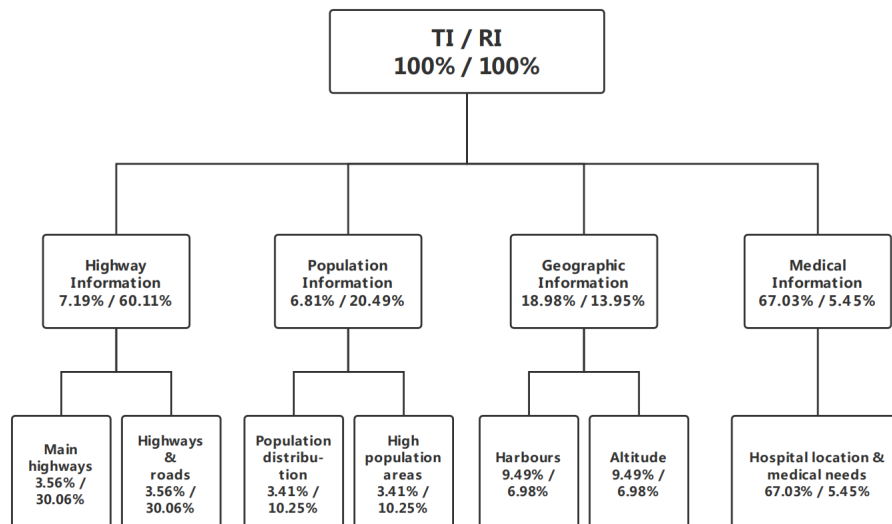 TI / RI
100% / 100%
Highway
Information
7.19% / 60.11%
Population
Information
6.81% / 20.49%
Geographic
Information
18.98% / 13.95%
Medical
Information
67.03% / 5.45%
Main
highways
3.56% /
30.06%
Highways
&
roads
3.56% /
30.06%
Population
distribu-
tion
3.41% /
10.25%
High
population
areas
3.41% /
10.25%
Harbours
9.49% /
6.98%
Altitude
9.49% /
6.98%
Hospital location &
medical needs
67.03% / 5.45%